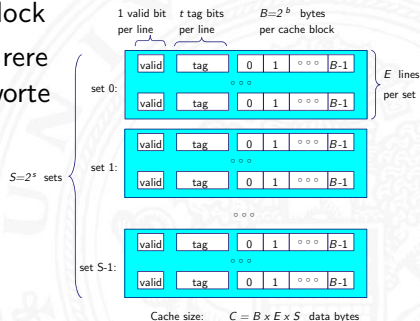 lock
rere
vorte
1 valid bit t tag bits B=2^b bytes
per line per line per cache block
valid tag 0 1 ∘∘∘ B-1
set 0: ∘∘∘ E lines
valid tag 0 1 ∘∘∘ B-1 per set
valid tag 0 1 ∘∘∘ B-1
set 1: ∘∘∘
S=2^s sets
valid tag 0 1 ∘∘∘ B-1
∘∘∘
valid tag 0 1 ∘∘∘ B-1
set S-1: ∘∘∘
valid tag 0 1 ∘∘∘ B-1
Cache size: C = B x E x S data bytes